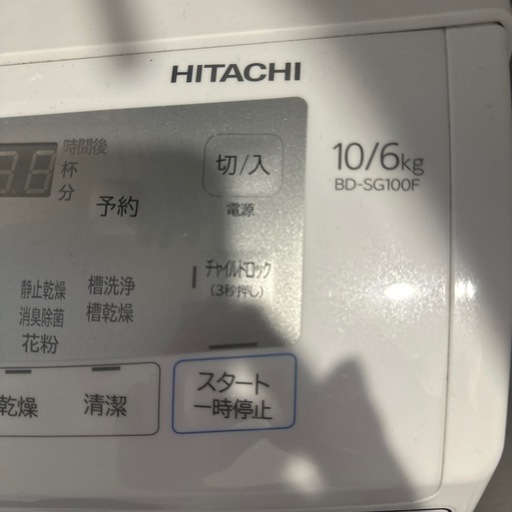 HITACHI
時間後
杯
分
予約
切/入
電源
10/6kg
BD-SG100F
チャイルドロック
(3秒押し)
静止乾燥
消臭除菌
花粉
槽洗浄
槽乾燥
乾燥
清潔
スタート
一時停止